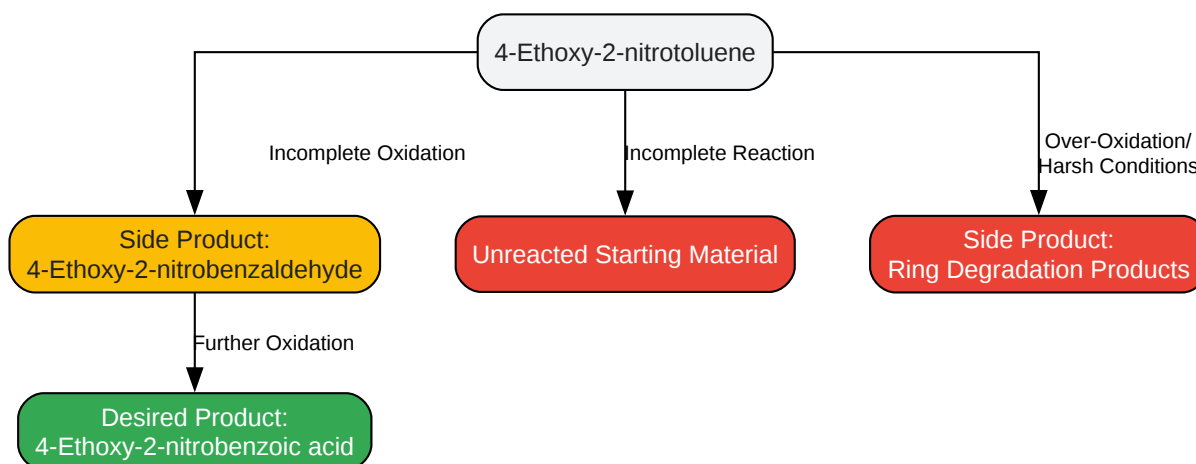 4-Ethoxy-2-nitrotoluene
Incomplete Oxidation
Incomplete Reaction
Over-Oxidation/
Harsh Conditions
Side Product:
4-Ethoxy-2-nitrobenzaldehyde
Unreacted Starting Material
Side Product:
Ring Degradation Products
Further Oxidation
Desired Product:
4-Ethoxy-2-nitrobenzoic acid